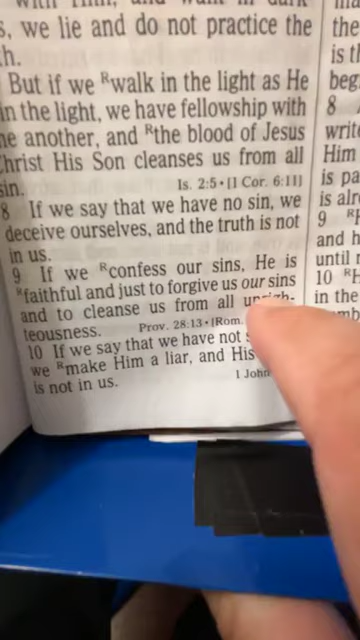 s, we lie and do not practice the
h.
But if we ᴿwalk in the light as He
in the light, we have fellowship with
ne another, and ᴿthe blood of Jesus
Christ His Son cleanses us from all
sin. Is. 2:5 • [1 Cor. 6:11]
8 If we say that we have no sin, we
deceive ourselves, and the truth is not
in us.
9 If we ᴿconfess our sins, He is
ᴿfaithful and just to forgive us our sins
and to cleanse us from all
teousness. Prov. 28:13 • [Rom.
10 If we say that we have not s
we ᴿmake Him a liar, and His
is not in us. 1 John
the
is th
beg
8
write
Him
is pa
is alr
9 ᴿH
and h
until
10 ᴿH
in the